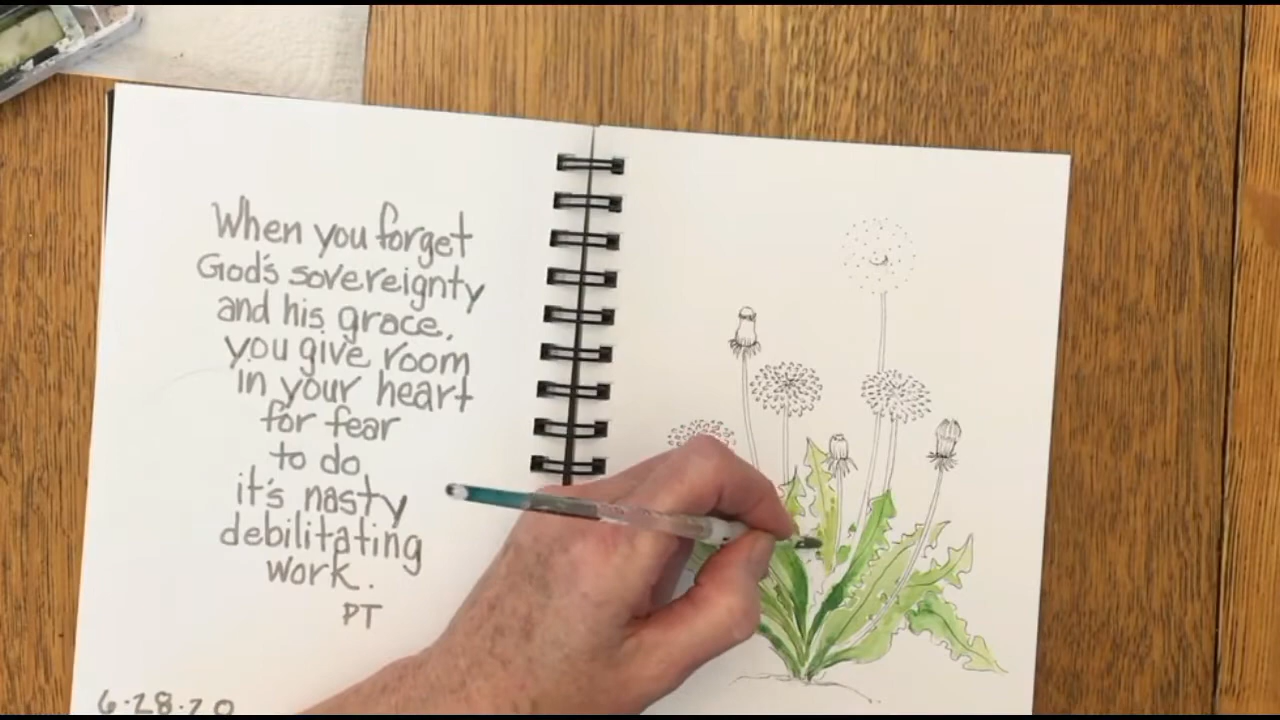 When you forget
God's sovereignty
and his grace,
you give room
in your heart
for fear
to do
it's nasty
debilitating
work.
PT
6.28.20